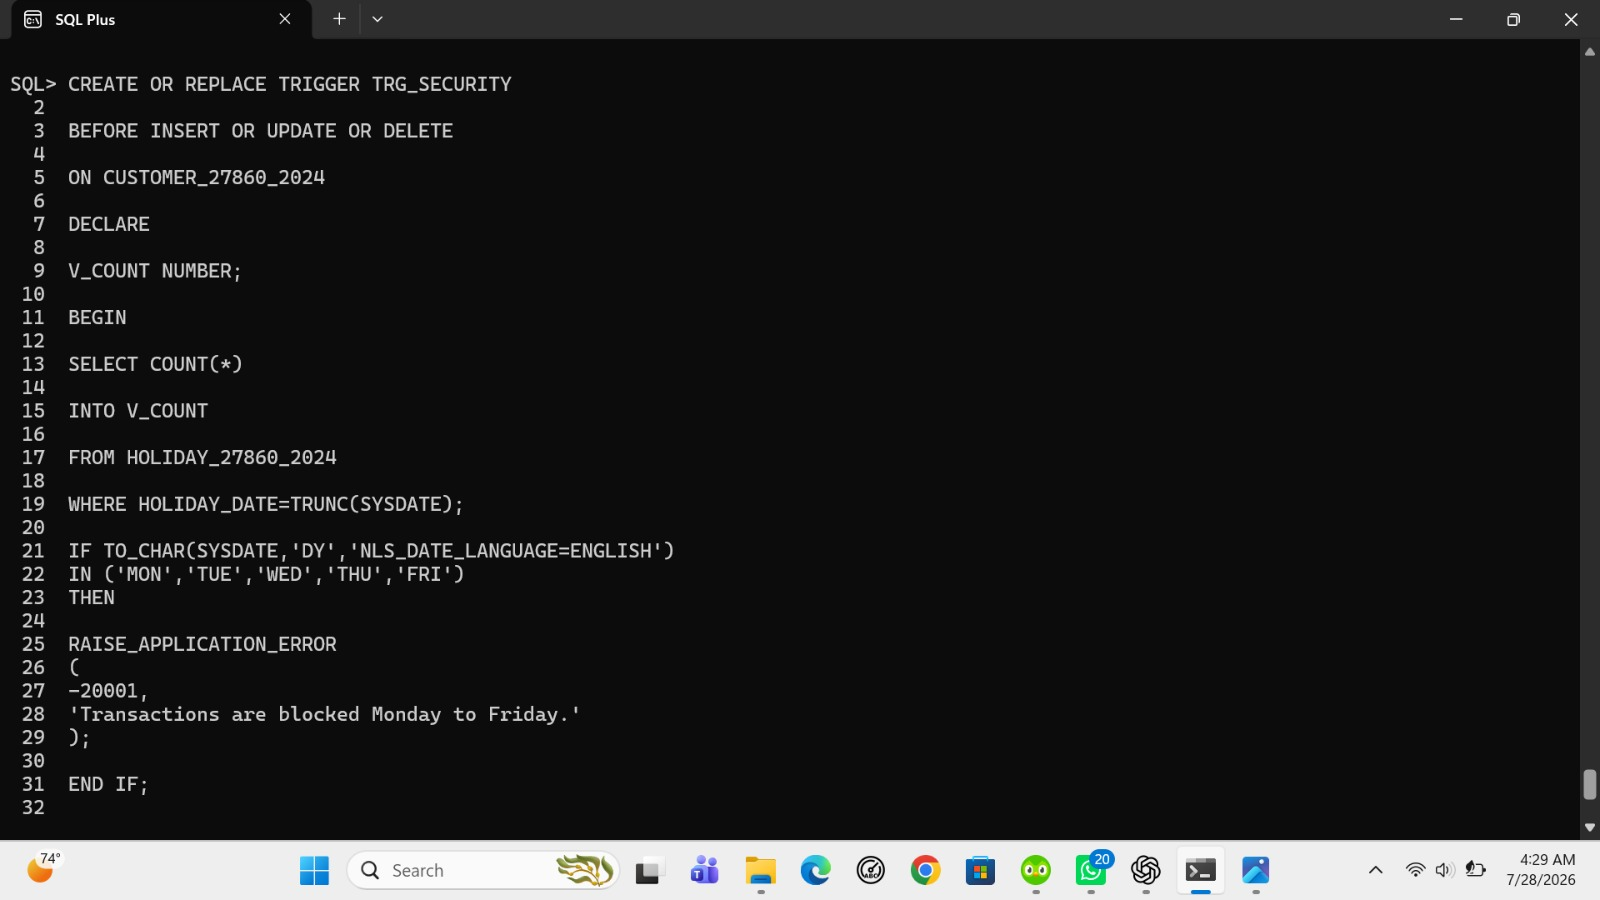 SQL Plus
SQL> CREATE OR REPLACE TRIGGER TRG_SECURITY
2
3 BEFORE INSERT OR UPDATE OR DELETE
4
5 ON CUSTOMER_27860_2024
6
7 DECLARE
8
9 V_COUNT NUMBER;
10
11 BEGIN
12
13 SELECT COUNT(*)
14
15 INTO V_COUNT
16
17 FROM HOLIDAY_27860_2024
18
19 WHERE HOLIDAY_DATE=TRUNC(SYSDATE);
20
21 IF TO_CHAR(SYSDATE,'DY','NLS_DATE_LANGUAGE=ENGLISH')
22 IN ('MON','TUE','WED','THU','FRI')
23 THEN
24
25 RAISE_APPLICATION_ERROR
26 (
27 -20001,
28 'Transactions are blocked Monday to Friday.'
29 );
30
31 END IF;
32
74°
Search
20
4:29 AM
7/28/2026